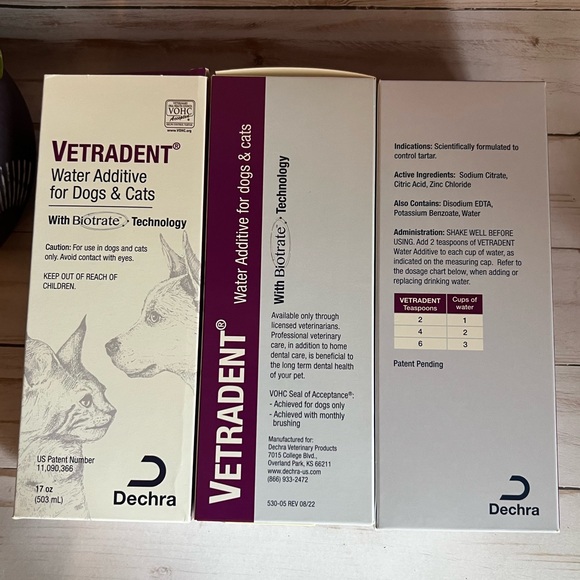 VOHC
Accepted
www.VOHC.org
VETRADENT®
Water Additive
for Dogs & Cats
With Biotrate™ Technology
Caution: For use in dogs and cats
only. Avoid contact with eyes.
KEEP OUT OF REACH OF
CHILDREN.
US Patent Number
11,090,366
17 oz
(503 mL)
Dechra
VETRADENT®
Water Additive for dogs & cats
With Biotrate™ Technology
Available only through
licensed veterinarians.
Professional veterinary
care, in addition to home
dental care, is beneficial to
the long term dental health
of your pet.
VOHC Seal of Acceptance®:
- Achieved for dogs only
- Achieved with monthly
brushing
Manufactured for:
Dechra Veterinary Products
7015 College Blvd.,
Overland Park, KS 66211
www.dechra-us.com
(866) 933-2472
530-05 REV 08/22
Indications: Scientifically formulated to
control tartar.
Active Ingredients: Sodium Citrate,
Citric Acid, Zinc Chloride
Also Contains: Disodium EDTA,
Potassium Benzoate, Water
Administration: SHAKE WELL BEFORE
USING. Add 2 teaspoons of VETRADENT
Water Additive to each cup of water, as
indicated on the measuring cap. Refer to
the dosage chart below, when adding or
replacing drinking water.
VETRADENT Teaspoons Cups of water
2 1
4 2
6 3
Patent Pending
Dechra